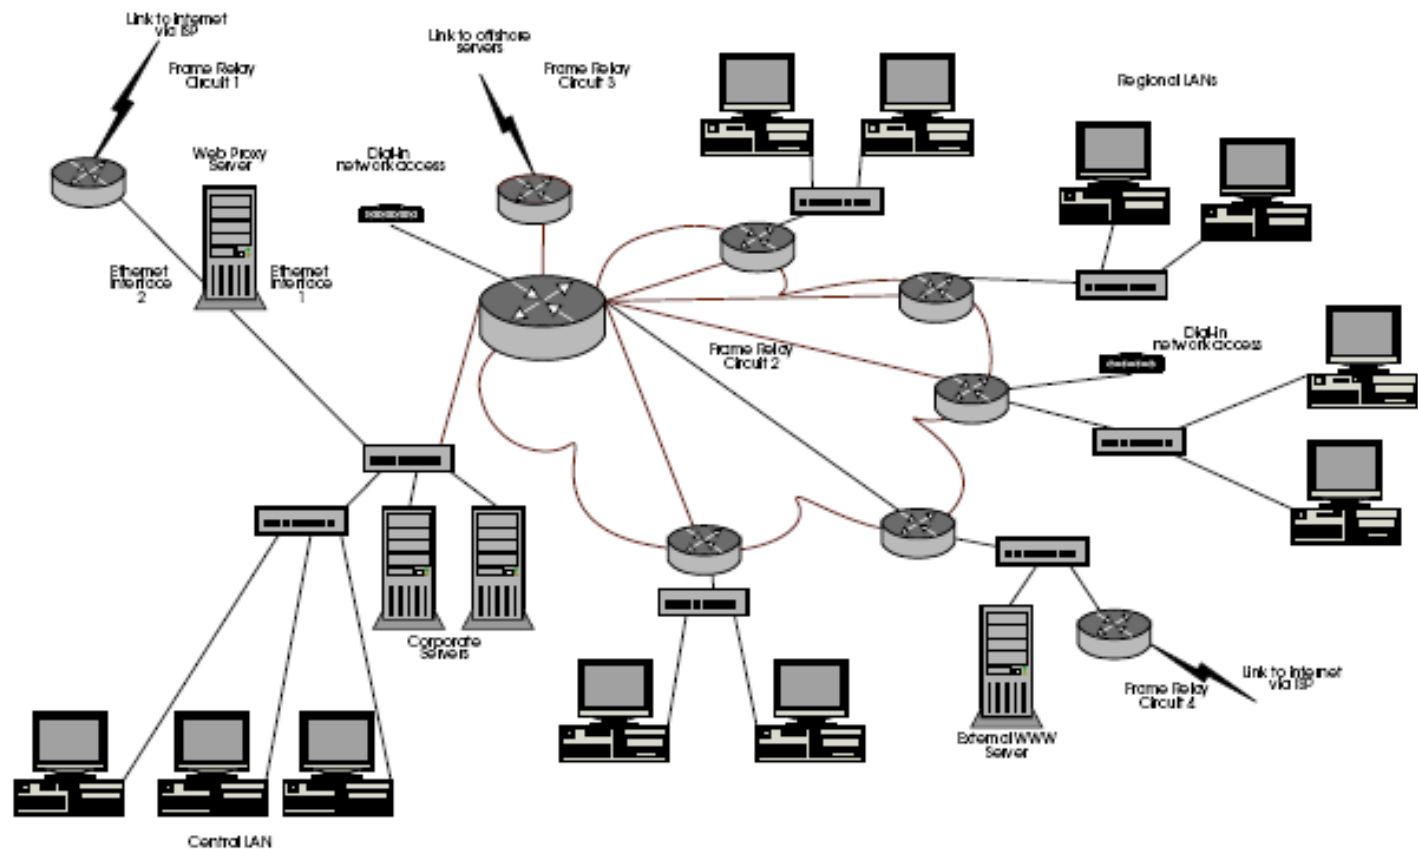 Link to internet
via ISP
Frame Relay
Circuit 1
Link to offshore
servers
Frame Relay
Circuit 3
Regional LANs
Web Proxy
Server
Dial-in
network access
Ethernet
Interface
2
Ethernet
Interface
1
Frame Relay
Circuit 2
Dial-in
network access
Corporate
Servers
Link to internet
via ISP
Frame Relay
Circuit 4
External WWW
Server
Central LAN